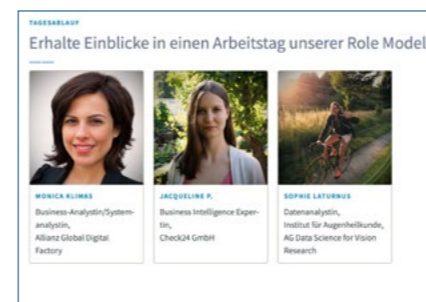 TAGESABLAUF
Erhalte Einblicke in einen Arbeitstag unserer Role Model
MONICA KLIMAS
Business-Analystin/System-
analystin,
Allianz Global Digital
Factory
JACQUELINE P.
Business Intelligence Exper-
tin,
Check24 GmbH
SOPHIE LATURNUS
Datenanalystin,
Institut für Augenheilkunde,
AG Data Science for Vision
Research